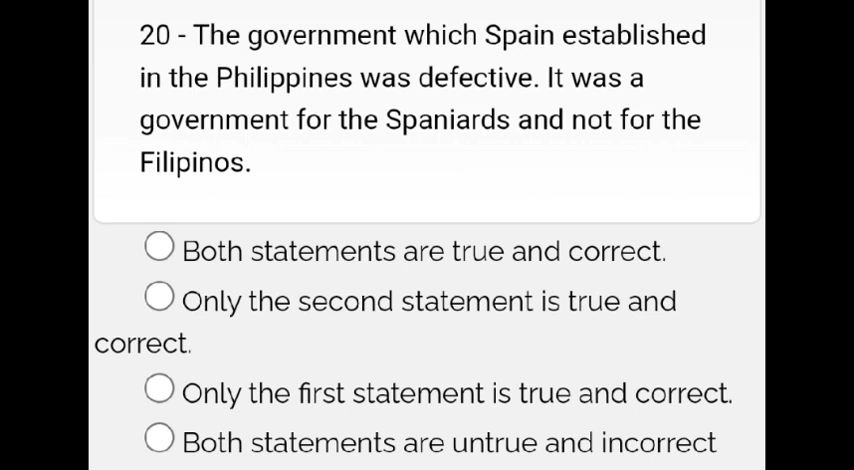 20 - The government which Spain established
in the Philippines was defective. It was a
government for the Spaniards and not for the
Filipinos.
Both statements are true and correct.
Only the second statement is true and
correct.
Only the first statement is true and correct.
Both statements are untrue and incorrect